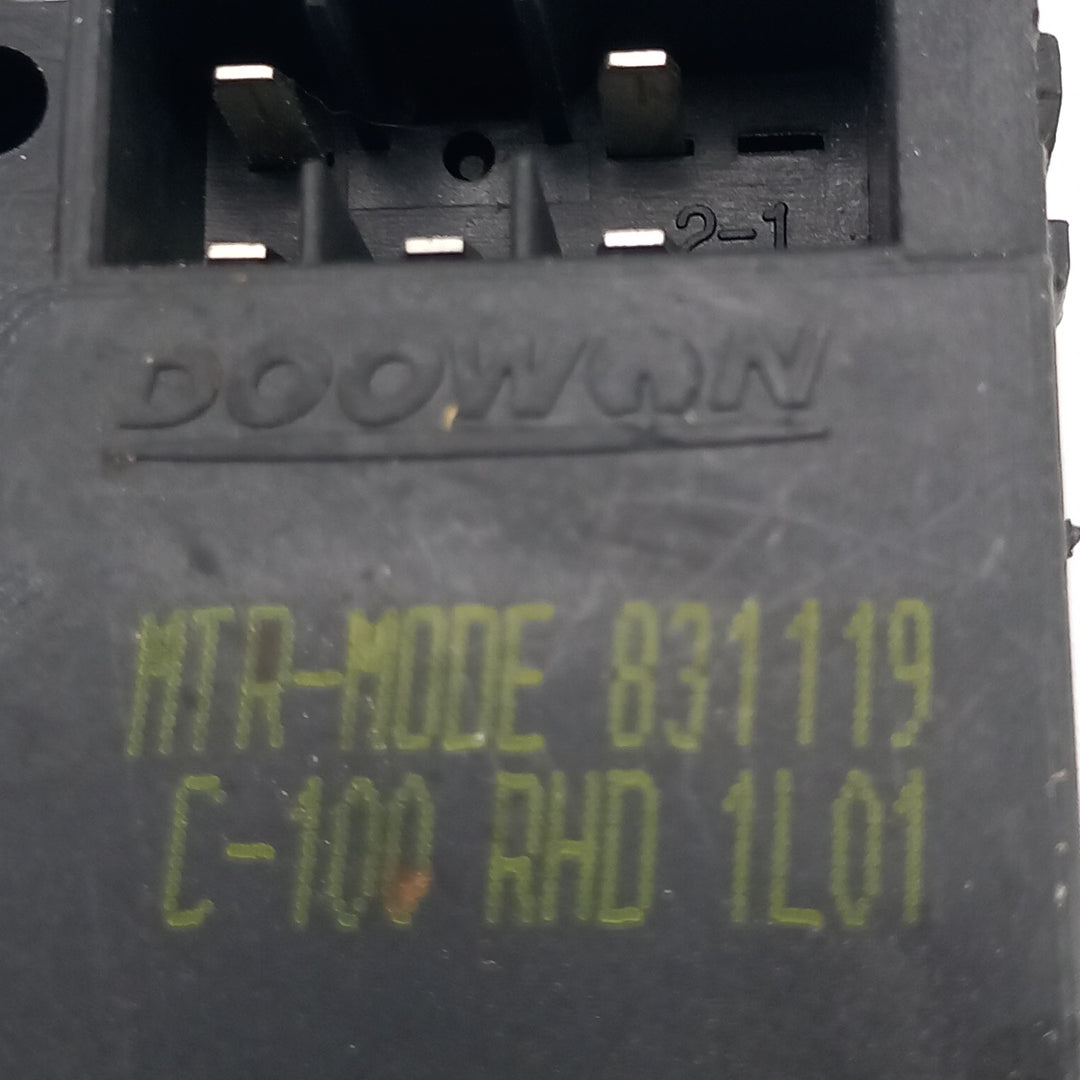 2-1
DOOWON
MTR-MODE 831119
C-100 RHD 1L01